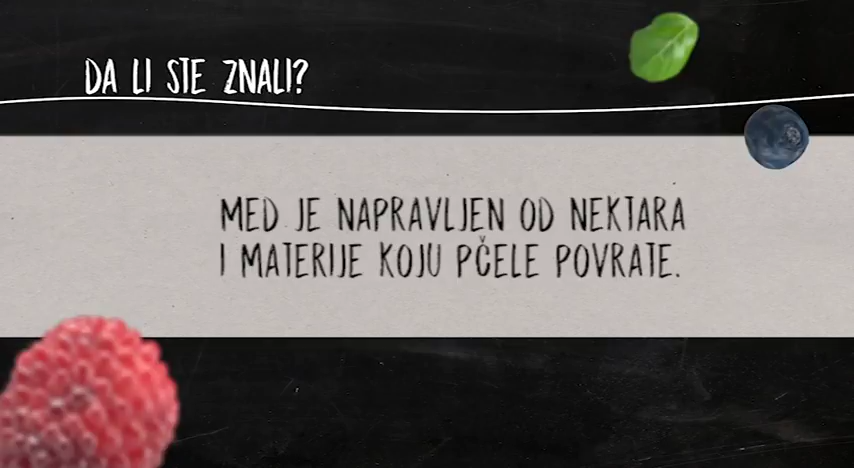 DA LI STE ZNALI?
MED JE NAPRAVLJEN OD NEKTARA
I MATERIJE KOJU PČELE POVRATE.